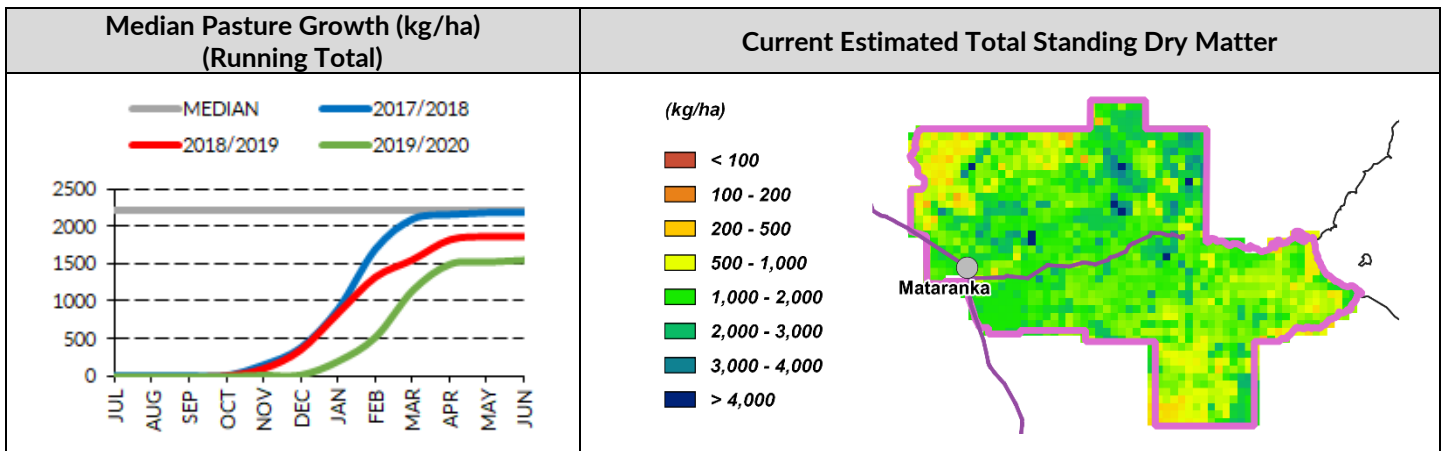 Median Pasture Growth (kg/ha)
(Running Total)
Current Estimated Total Standing Dry Matter
MEDIAN
2017/2018
2018/2019
2019/2020
2500
2000
1500
1000
500
0
JUL
AUG
SEP
OCT
NOV
DEC
JAN
FEB
MAR
APR
MAY
JUN
(kg/ha)
< 100
100 - 200
200 - 500
500 - 1,000
1,000 - 2,000
2,000 - 3,000
3,000 - 4,000
> 4,000
Mataranka